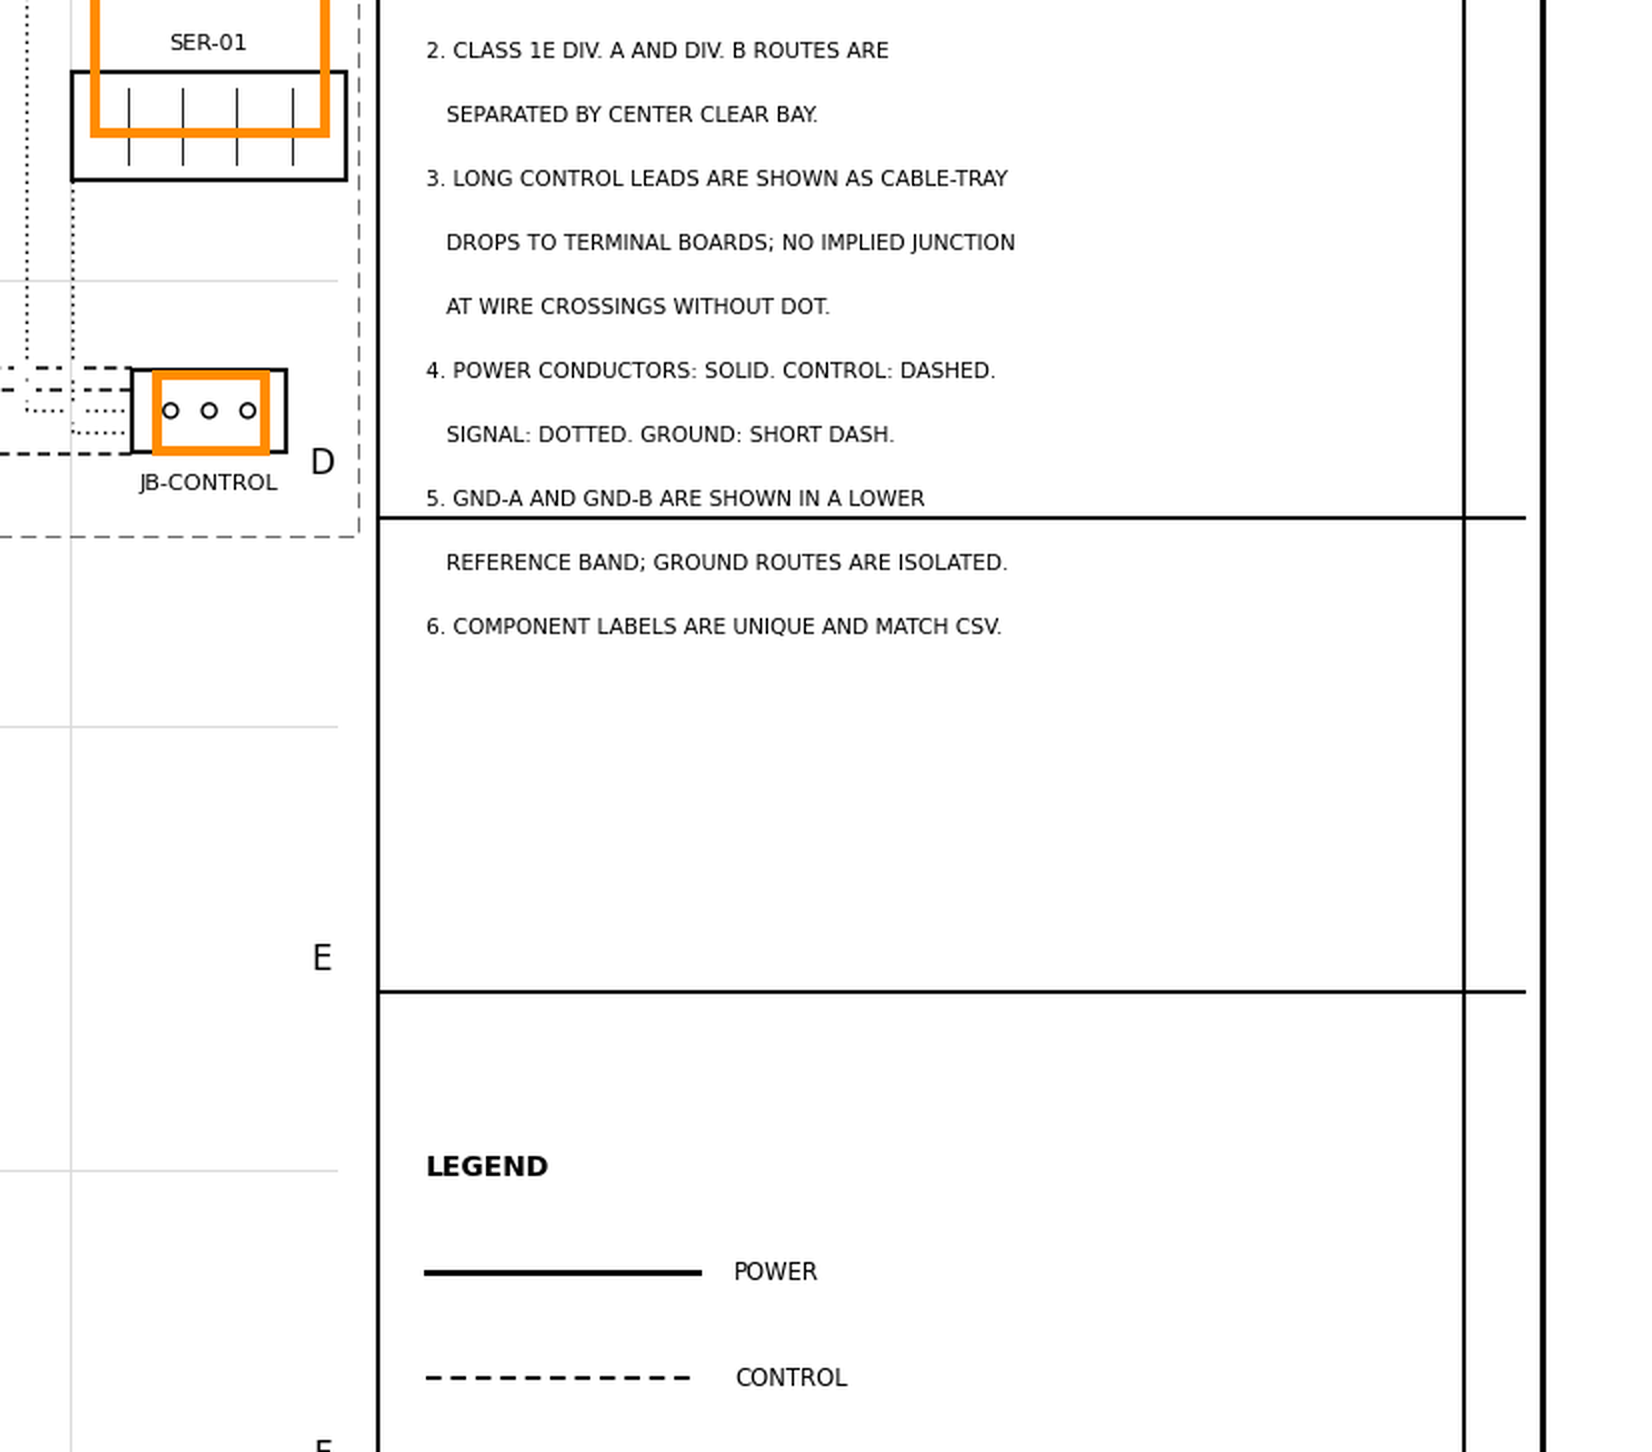 SER-01
2. CLASS 1E DIV. A AND DIV. B ROUTES ARE
SEPARATED BY CENTER CLEAR BAY.
3. LONG CONTROL LEADS ARE SHOWN AS CABLE-TRAY
DROPS TO TERMINAL BOARDS; NO IMPLIED JUNCTION
AT WIRE CROSSINGS WITHOUT DOT.
4. POWER CONDUCTORS: SOLID. CONTROL: DASHED.
SIGNAL: DOTTED. GROUND: SHORT DASH.
5. GND-A AND GND-B ARE SHOWN IN A LOWER
REFERENCE BAND; GROUND ROUTES ARE ISOLATED.
6. COMPONENT LABELS ARE UNIQUE AND MATCH CSV.
D
JB-CONTROL
E
LEGEND
POWER
CONTROL